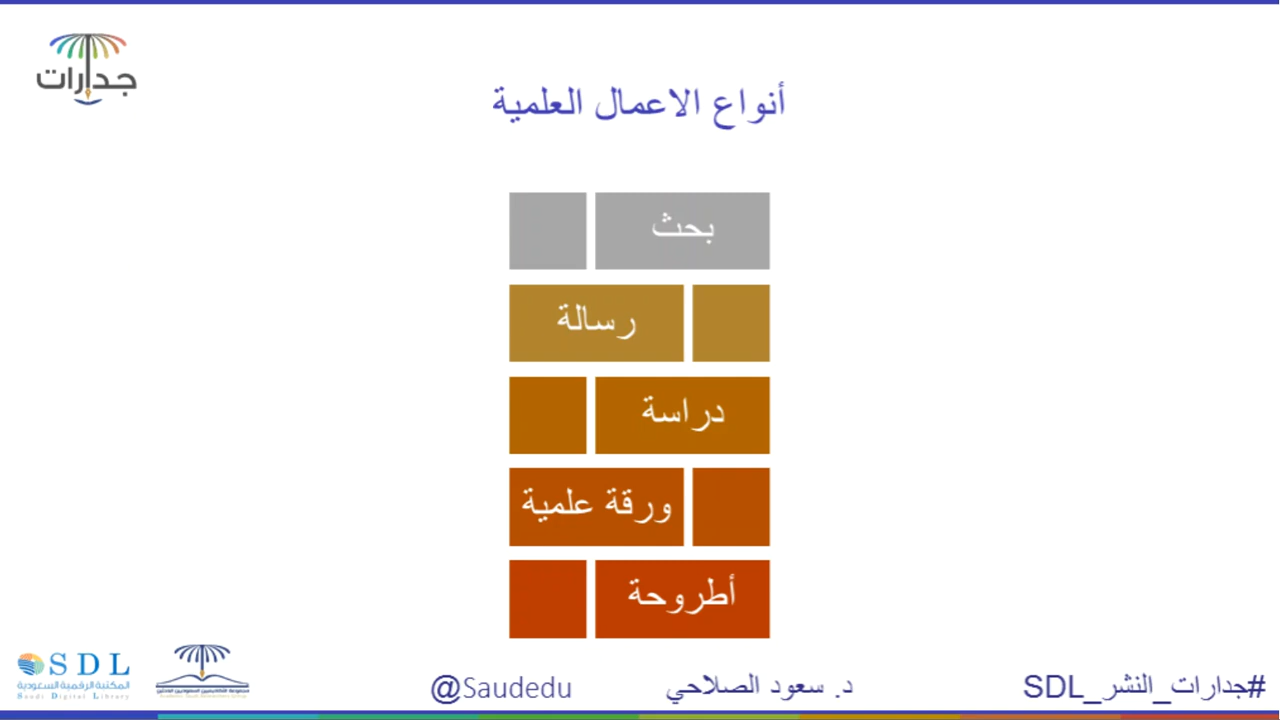 جدارات
أنواع الاعمال العلمية
بحث
رسالة
دراسة
ورقة علمية
أطروحة
SDL
المكتبة الرقمية السعودية
Saudi Digital Library
@Saudedu
د. سعود الصلاحي
#جدارات_النشر_SDL